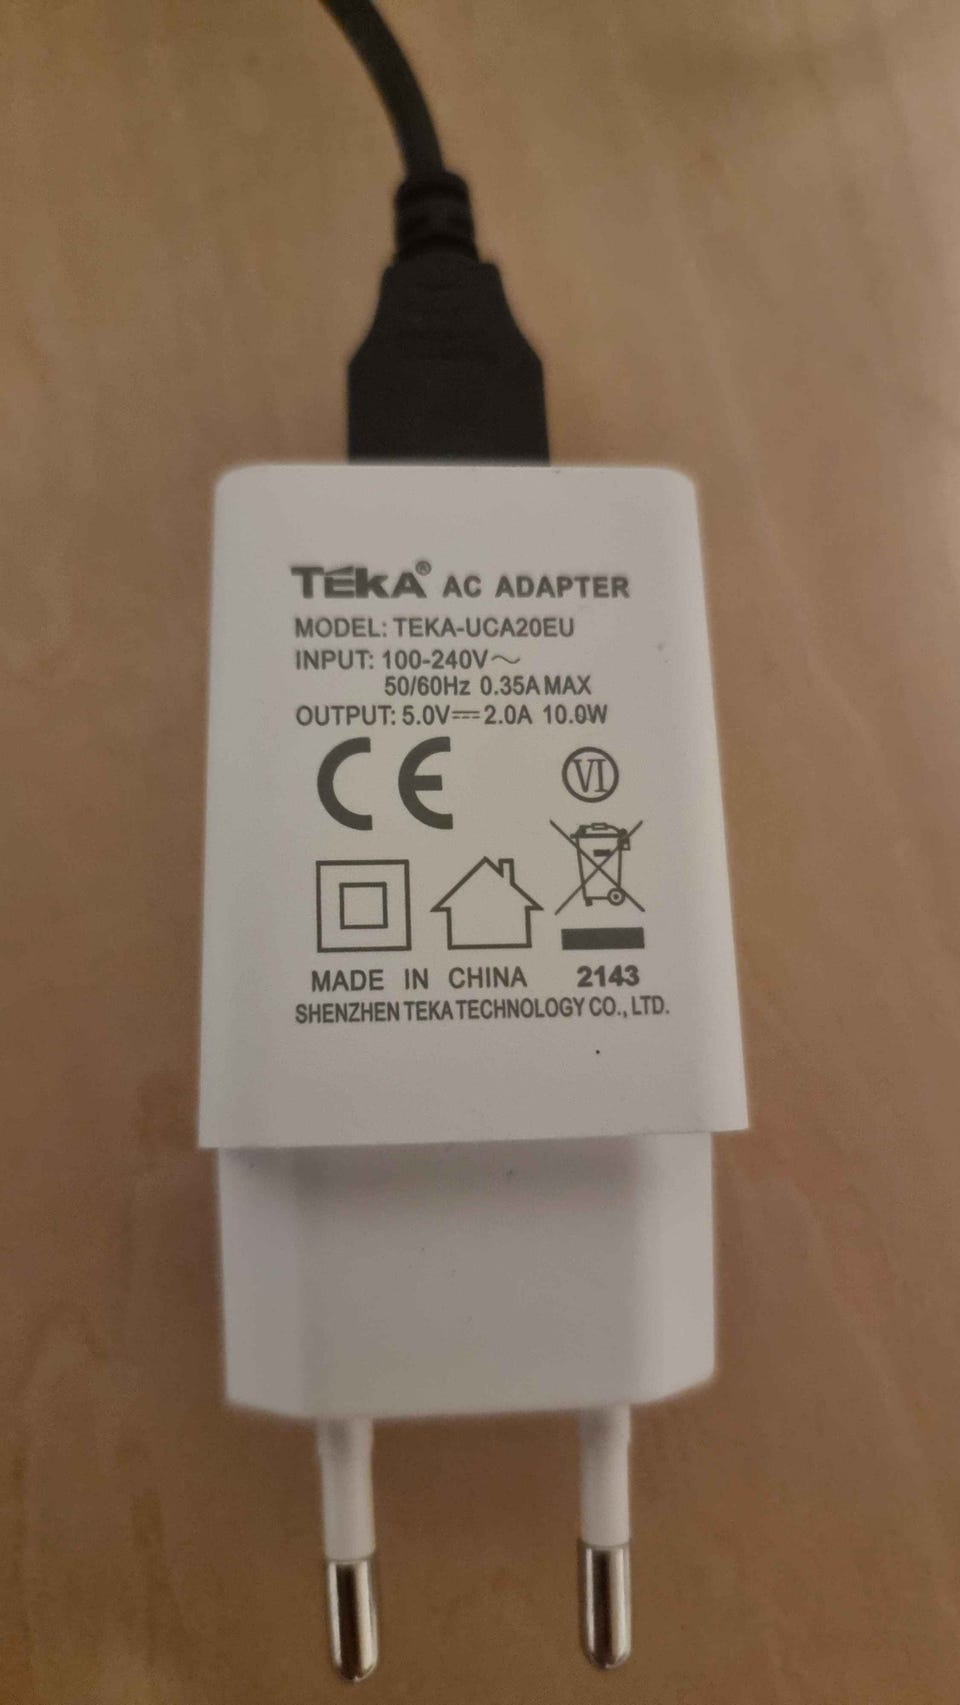 TEKA® AC ADAPTER
MODEL: TEKA-UCA20EU
INPUT: 100-240V～
50/60Hz 0.35A MAX
OUTPUT: 5.0V⎓2.0A 10.0W
CE
VI
MADE IN CHINA 2143
SHENZHEN TEKA TECHNOLOGY CO., LTD.